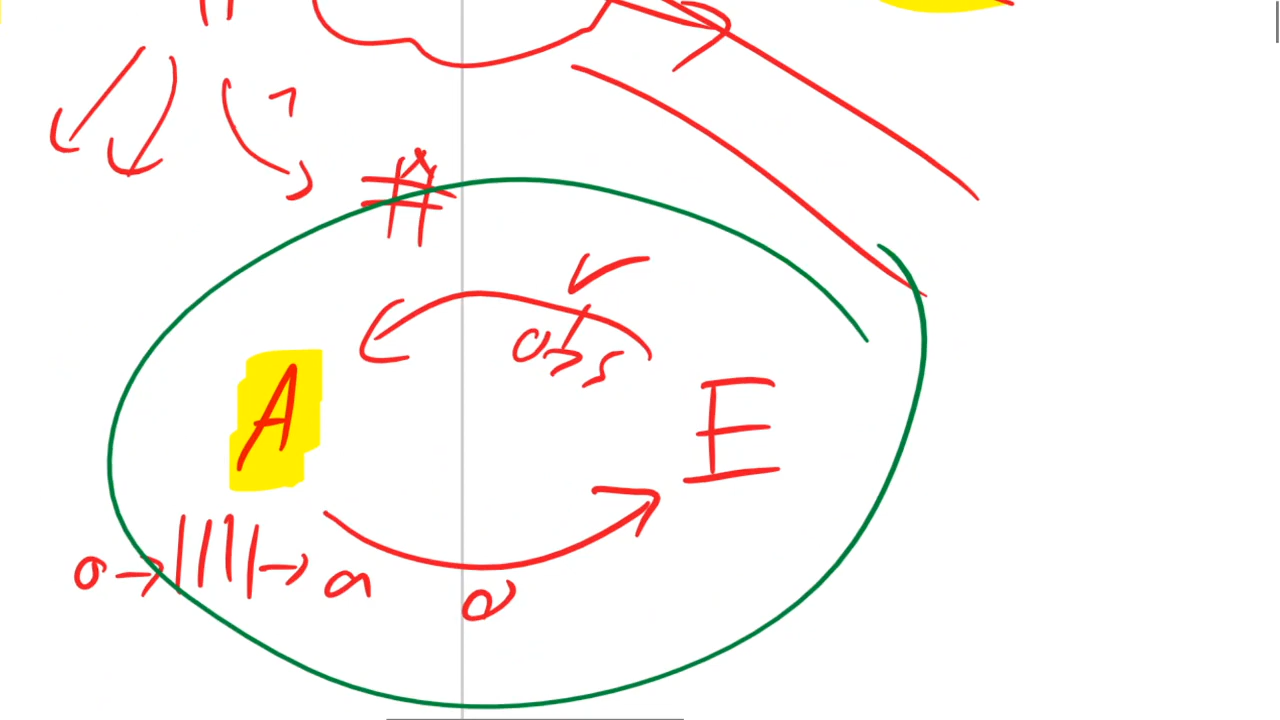 #
obs
A
E
o → |||| → a
a